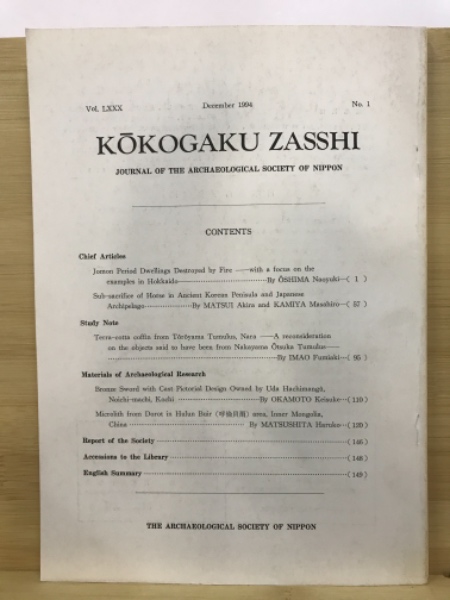 Vol. LXXX December 1994 No. 1
KŌKOGAKU ZASSHI
JOURNAL OF THE ARCHAEOLOGICAL SOCIETY OF NIPPON
CONTENTS
Chief Articles
Jomon Period Dwellings Destroyed by Fire ——with a focus on the
examples in Hokkaido··················By ŌSHIMA Naoyuki··( 1 )
Sub-sacrifice of Horse in Ancient Korean Penisula and Japanese
Archipelago··················By MATSUI Akira and KAMIYA Masahiro··( 57 )
Study Note
Terra-cotta coffin from Tōrōyama Tumulus, Nara ——A reconsideration
on the objects said to have been from Nakayama Ōtsuka Tumulus——
··················By IMAO Fumiaki··( 95 )
Materials of Archaeological Research
Bronze Sword with Cast Pictorial Design Owned by Usa Hachimangū,
Noichi-machi, Kochi ··················By OKAMOTO Keisuke··( 119 )
Microlith from Dorot in Hulun Buir (呼倫貝爾) area, Inner Mongolia,
China ··················By MATSUSHITA Haruko··( 130 )
Report of the Society ··················( 146 )
Accessions to the Library ··················( 148 )
English Summary ··················( 149 )
THE ARCHAEOLOGICAL SOCIETY OF NIPPON